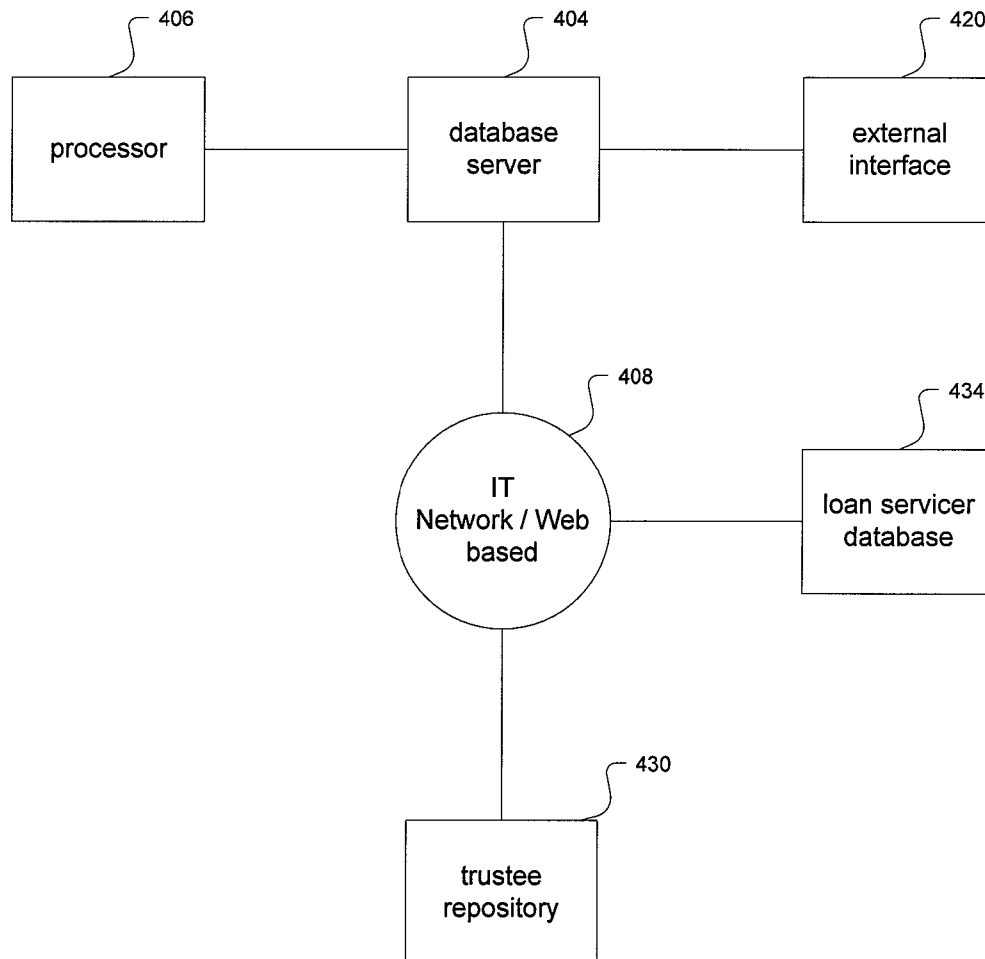 406
404
420
processor
database
server
external
interface
408
434
IT
Network / Web
based
loan servicer
database
430
trustee
repository